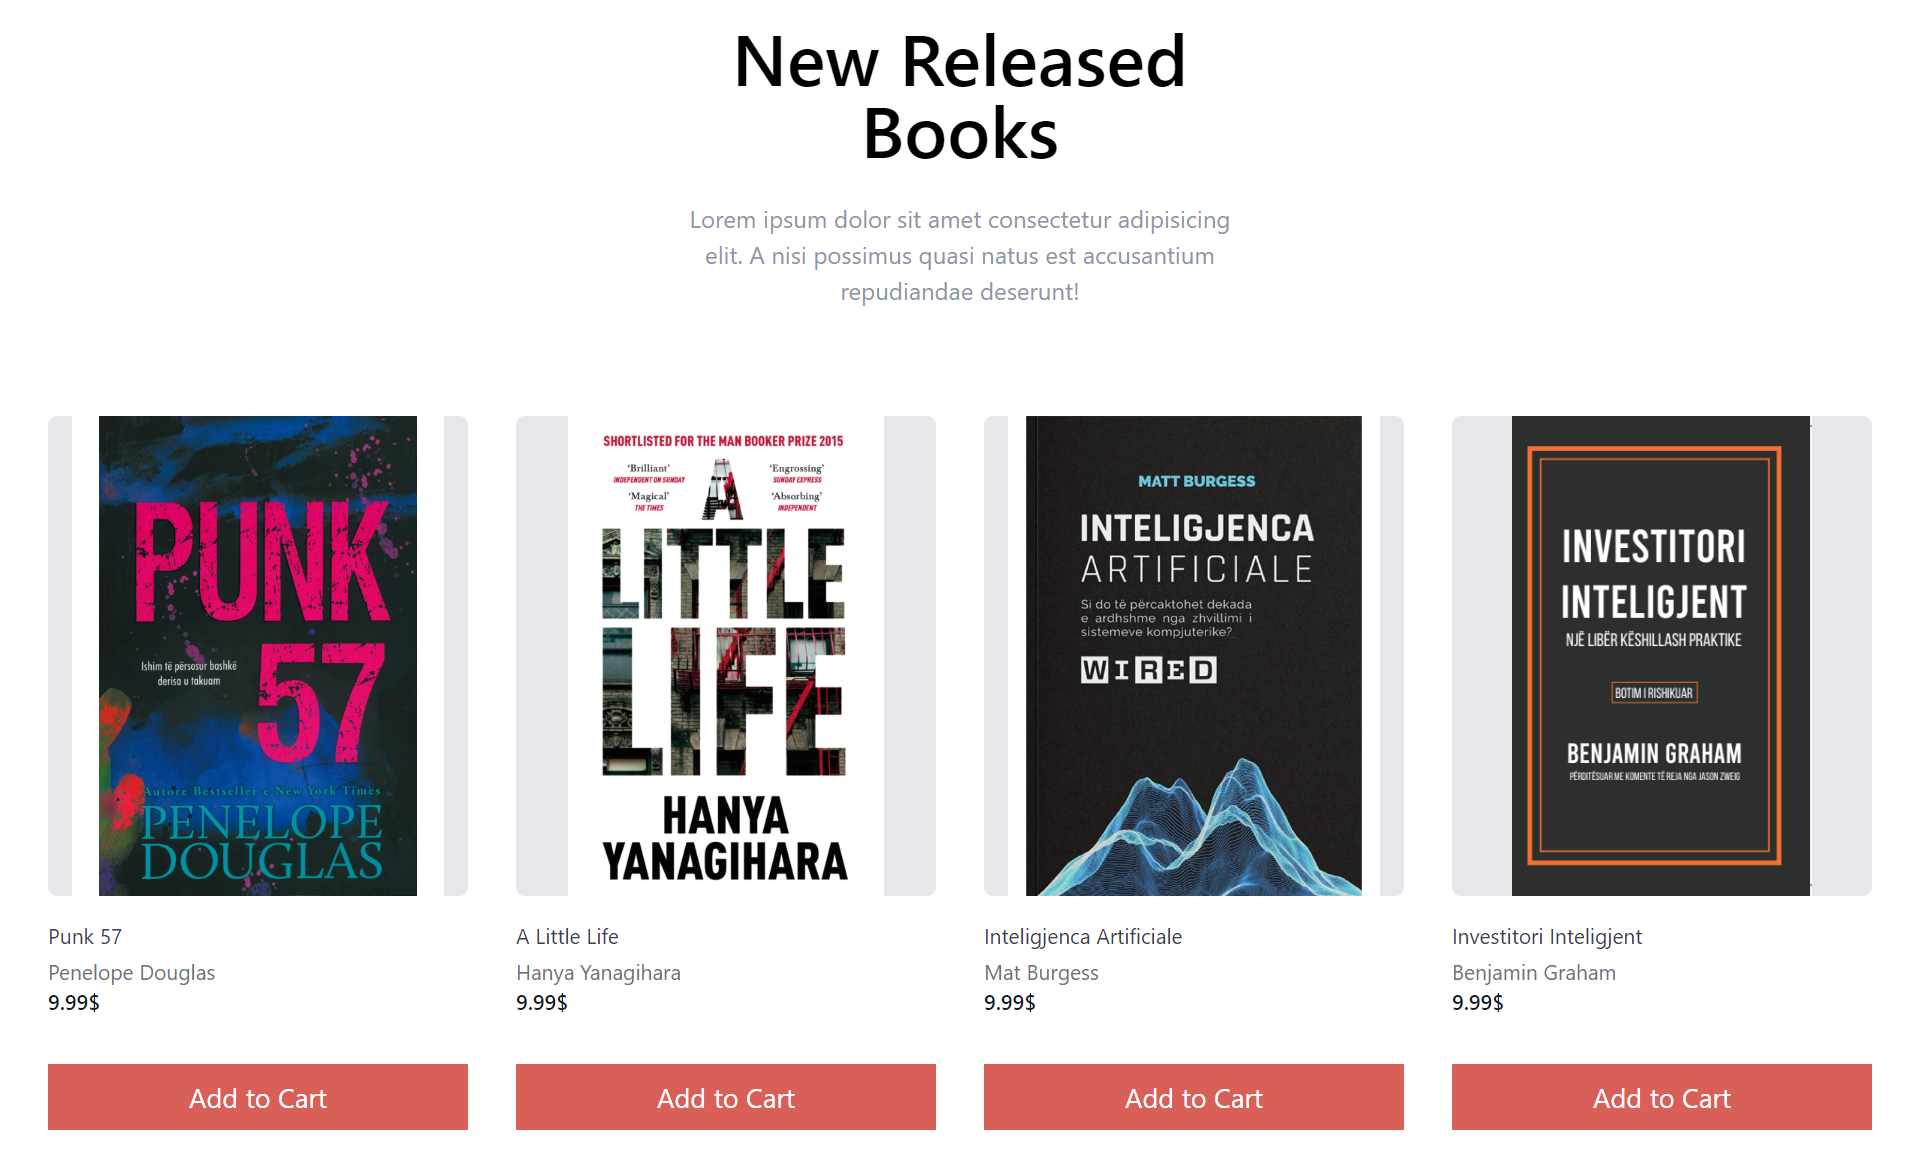 New Released
Books
Lorem ipsum dolor sit amet consectetur adipisicing
elit. A nisi possimus quasi natus est accusantium
repudiandae deserunt!
PUNK
57
Ishim të përsosur bashkë
derisa u takuam
Autore Bestseller e New York Times
PENELOPE
DOUGLAS
SHORTLISTED FOR THE MAN BOOKER PRIZE 2015
‘Brilliant’
INDEPENDENT ON SUNDAY
‘Magical’
THE TIMES
‘Engrossing’
SUNDAY EXPRESS
‘Absorbing’
INDEPENDENT
A
LITTLE
LIFE
HANYA
YANAGIHARA
MATT BURGESS
INTELIGJENCA
ARTIFICIALE
Si do të përcaktohet dekada
e ardhshme nga zhvillimi i
sistemeve kompjuterike?
WIRED
INVESTITORI
INTELIGJENT
NJË LIBËR KËSHILLASH PRAKTIKE
BOTIM I RISHIKUAR
BENJAMIN GRAHAM
PËRDITËSUAR ME KOMENTE TË REJA NGA JASON ZWEIG
Punk 57
Penelope Douglas
9.99$
Add to Cart
A Little Life
Hanya Yanagihara
9.99$
Add to Cart
Inteligjenca Artificiale
Mat Burgess
9.99$
Add to Cart
Investitori Inteligjent
Benjamin Graham
9.99$
Add to Cart